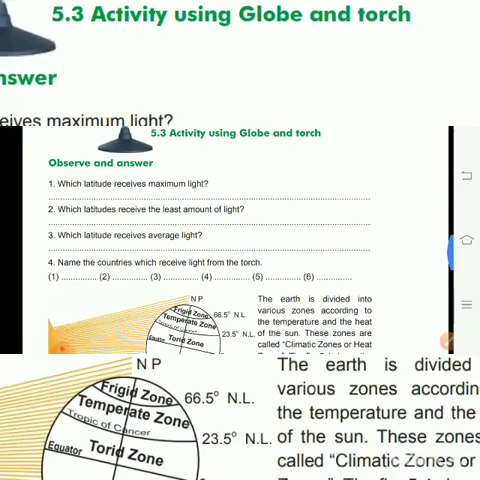 5.3 Activity using Globe and torch
nswer
eives maximum light?
5.3 Activity using Globe and torch
Observe and answer
1. Which latitude receives maximum light?
2. Which latitudes receive the least amount of light?
3. Which latitude receives average light?
4. Name the countries which receive light from the torch.
(1) .............. (2) .............. (3) .............. (4) .............. (5) .............. (6) ..............
N P
Frigid Zone 66.5° N.L.
Temperate Zone
Tropic of Cancer
23.5° N.L.
Equator Torid Zone
The earth is divided into
various zones according to
the temperature and the heat
of the sun. These zones are
called “Climatic Zones or Heat
N P
Frigid Zone 66.5° N.L.
Temperate Zone
Tropic of Cancer
23.5° N.L.
Equator Torid Zone
The earth is divided
various zones accordin
the temperature and the
of the sun. These zones
called “Climatic Zones or